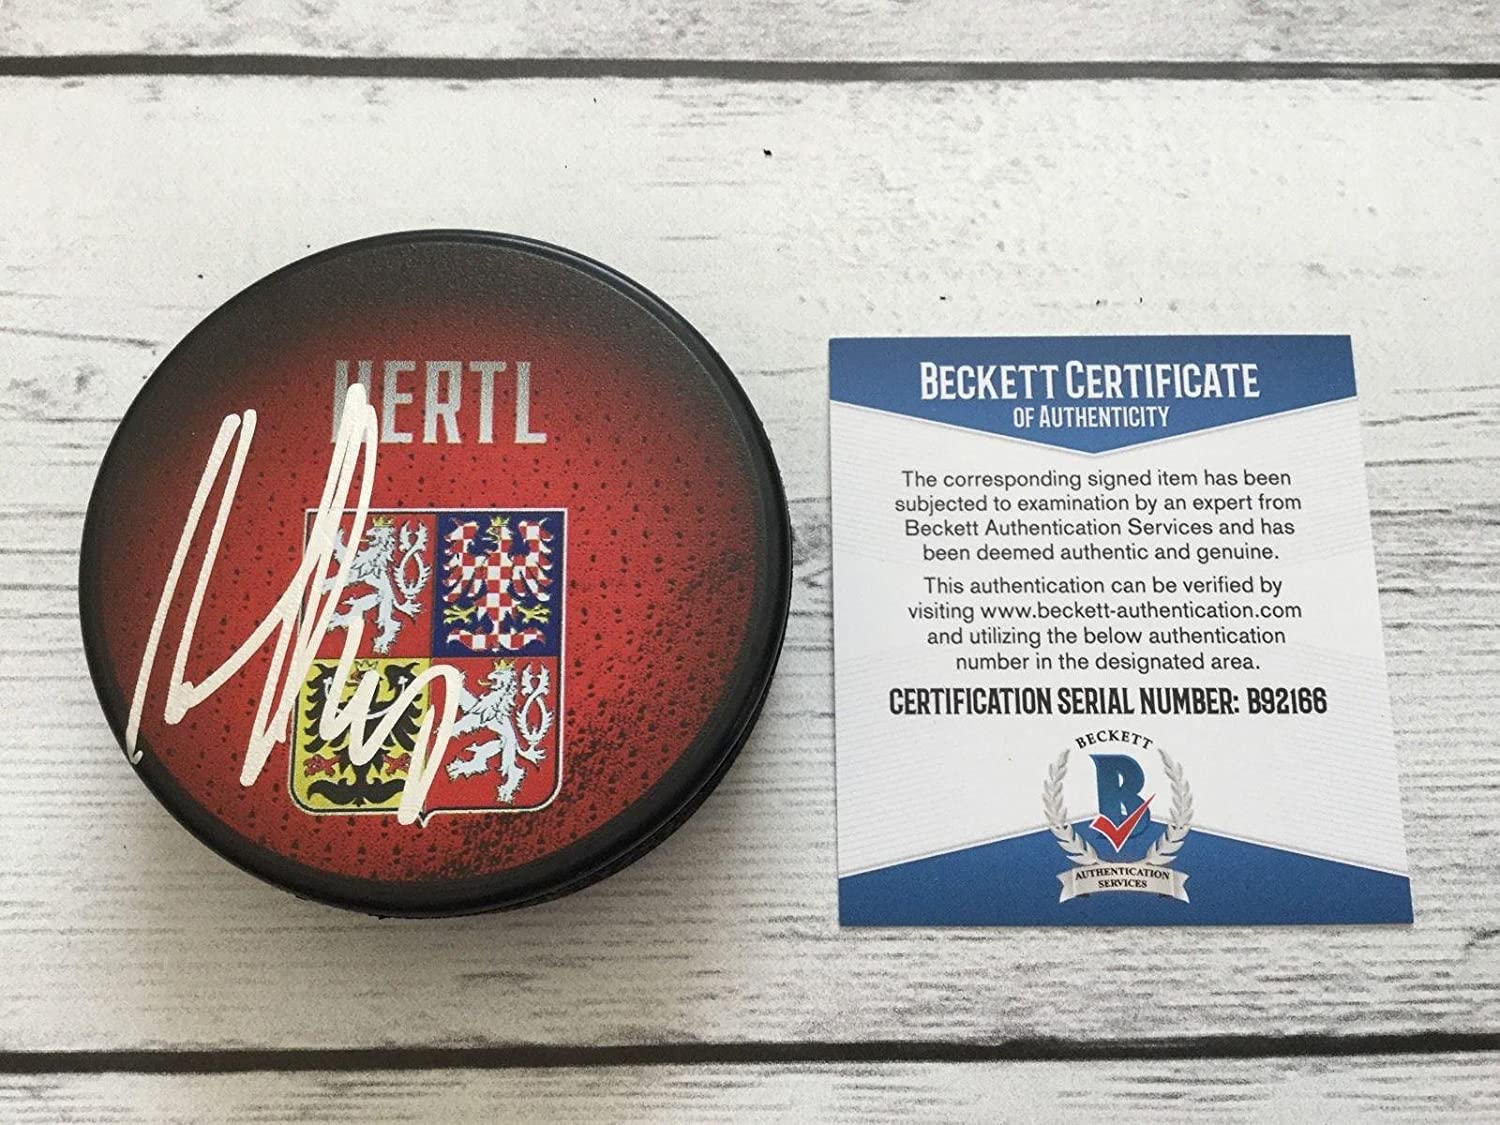 HERTL
BECKETT CERTIFICATE
OF AUTHENTICITY
The corresponding signed item has been
subjected to examination by an expert from
Beckett Authentication Services and has
been deemed authentic and genuine.
This authentication can be verified by
visiting www.beckett-authentication.com
and utilizing the below authentication
number in the designated area.
CERTIFICATION SERIAL NUMBER: B92166
BECKETT
B
AUTHENTICATION
SERVICES